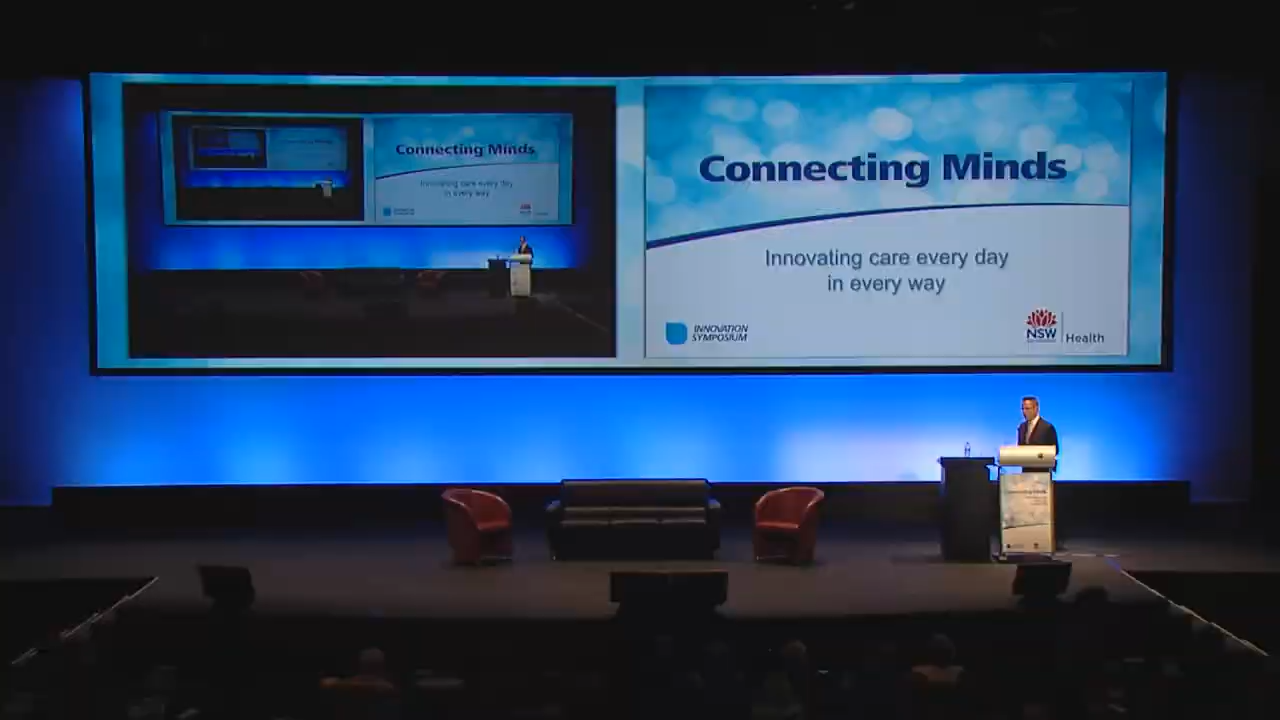 Connecting Minds
Innovating care every day
in every way
Connecting Minds
Innovating care every day
in every way
INNOVATION
SYMPOSIUM
NSW
Health